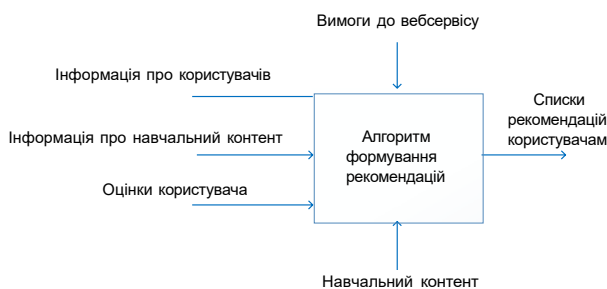 Вимоги до вебсервісу
Інформація про користувачів
Інформація про навчальний контент
Оцінки користувача
Алгоритм
формування
рекомендацій
Списки
рекомендацій
користувачам
Навчальний контент